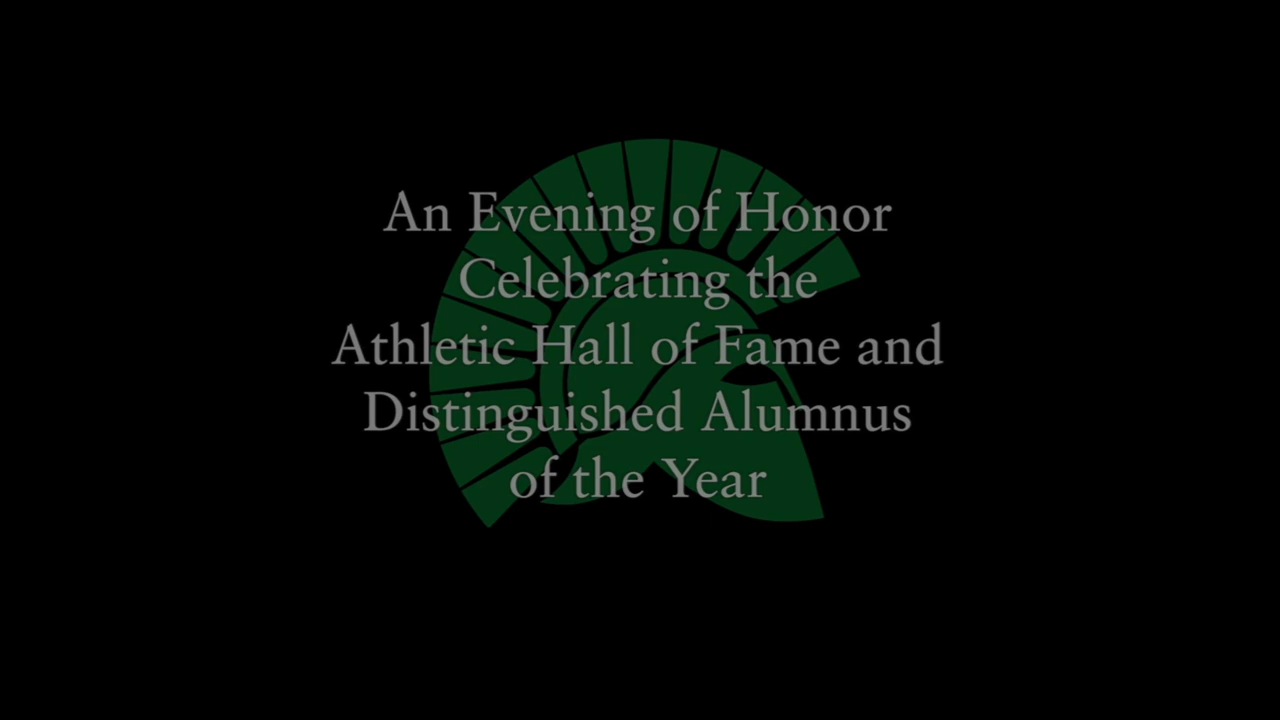 An Evening of Honor
Celebrating the
Athletic Hall of Fame and
Distinguished Alumnus
of the Year